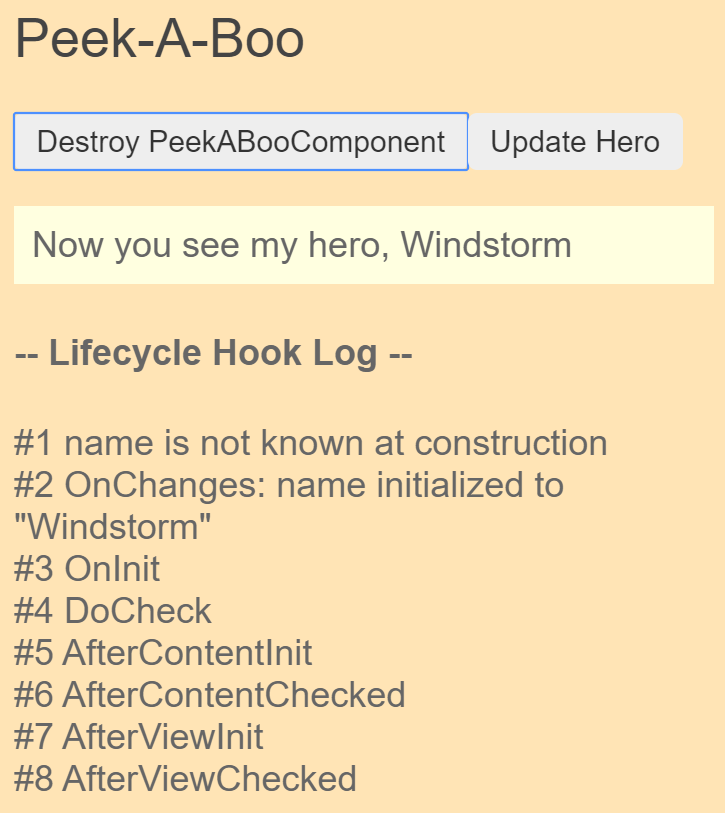 Peek-A-Boo
Destroy PeekABooComponent Update Hero
Now you see my hero, Windstorm
-- Lifecycle Hook Log --
#1 name is not known at construction
#2 OnChanges: name initialized to
"Windstorm"
#3 OnInit
#4 DoCheck
#5 AfterContentInit
#6 AfterContentChecked
#7 AfterViewInit
#8 AfterViewChecked